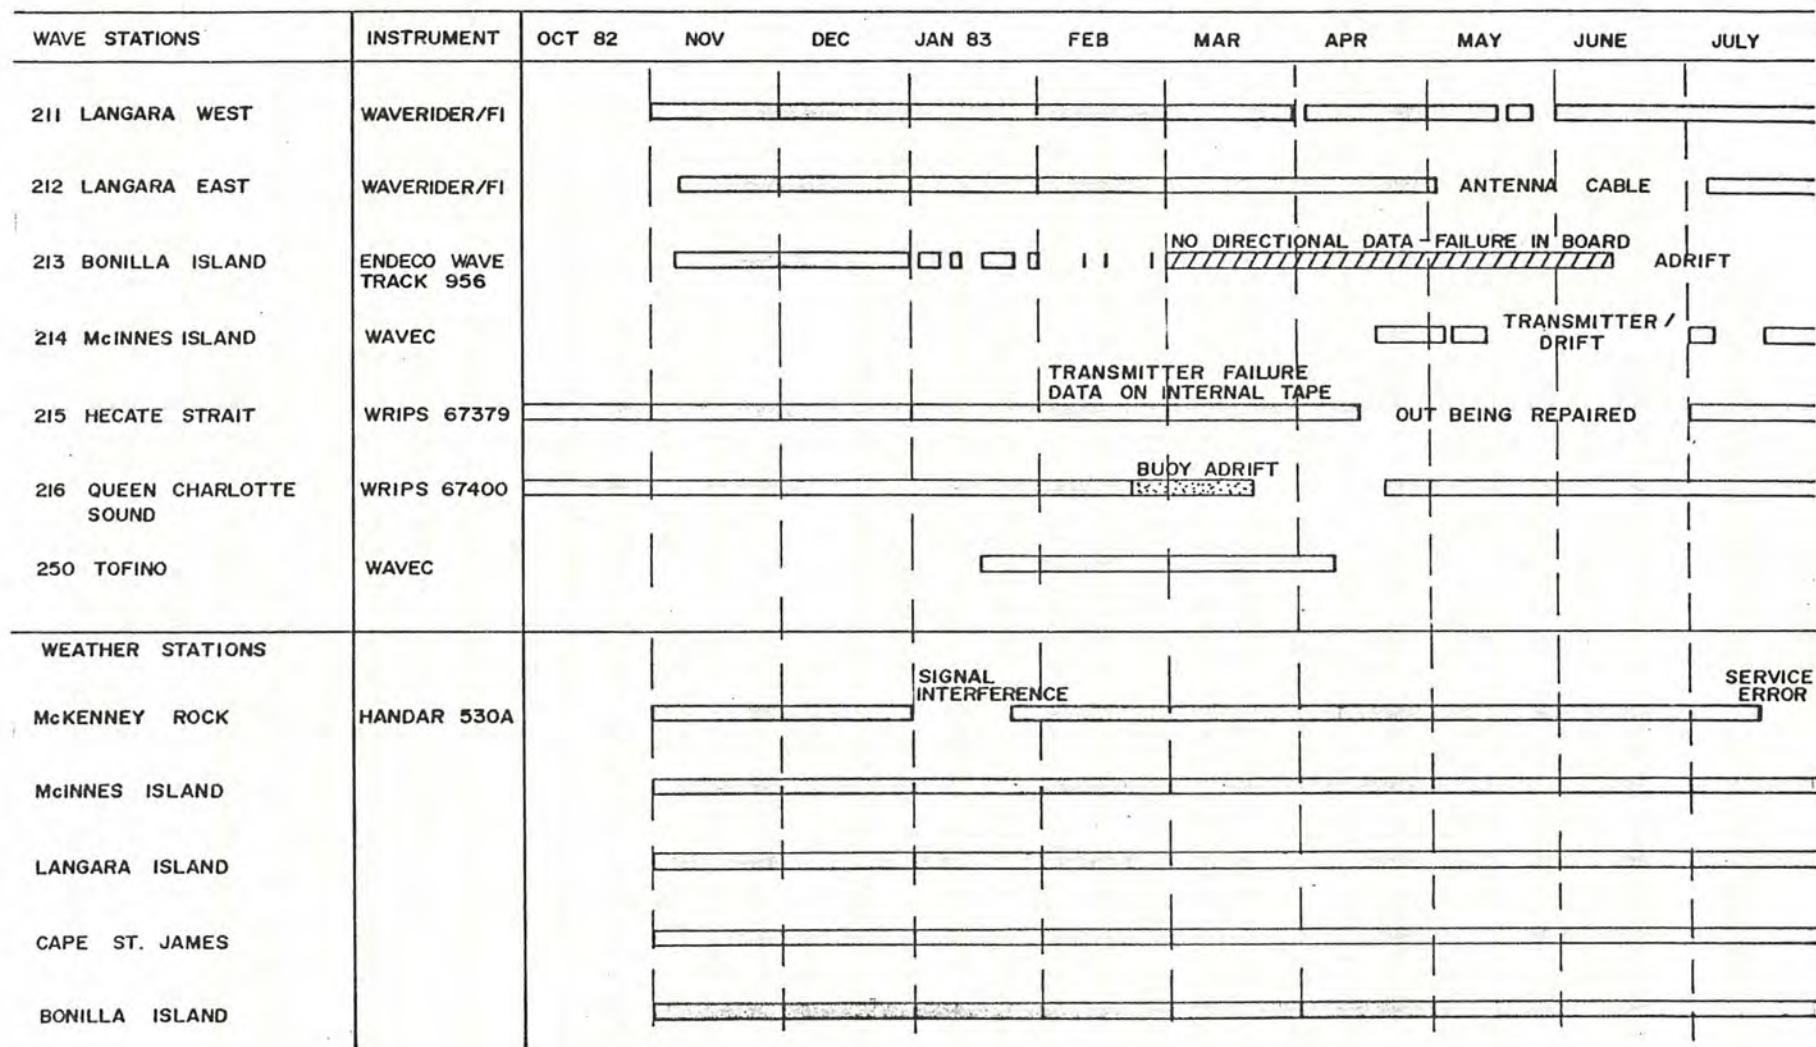 WAVE STATIONS INSTRUMENT OCT 82 NOV DEC JAN 83 FEB MAR APR MAY JUNE JULY
211 LANGARA WEST WAVERIDER/FI
212 LANGARA EAST WAVERIDER/FI ANTENNA CABLE
NO DIRECTIONAL DATA - FAILURE IN BOARD
213 BONILLA ISLAND ENDECO WAVE ADRIFT
TRACK 956
214 McINNES ISLAND WAVEC TRANSMITTER /
DRIFT
TRANSMITTER FAILURE
DATA ON INTERNAL TAPE
215 HECATE STRAIT WRIPS 67379 OUT BEING REPAIRED
BUOY ADRIFT
216 QUEEN CHARLOTTE WRIPS 67400
SOUND
250 TOFINO WAVEC
WEATHER STATIONS
SIGNAL SERVICE
INTERFERENCE ERROR
McKENNEY ROCK HANDAR 530A
McINNES ISLAND
LANGARA ISLAND
CAPE ST. JAMES
BONILLA ISLAND